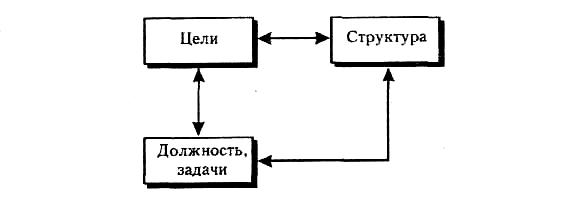 Цели
Структура
Должность,
задачи